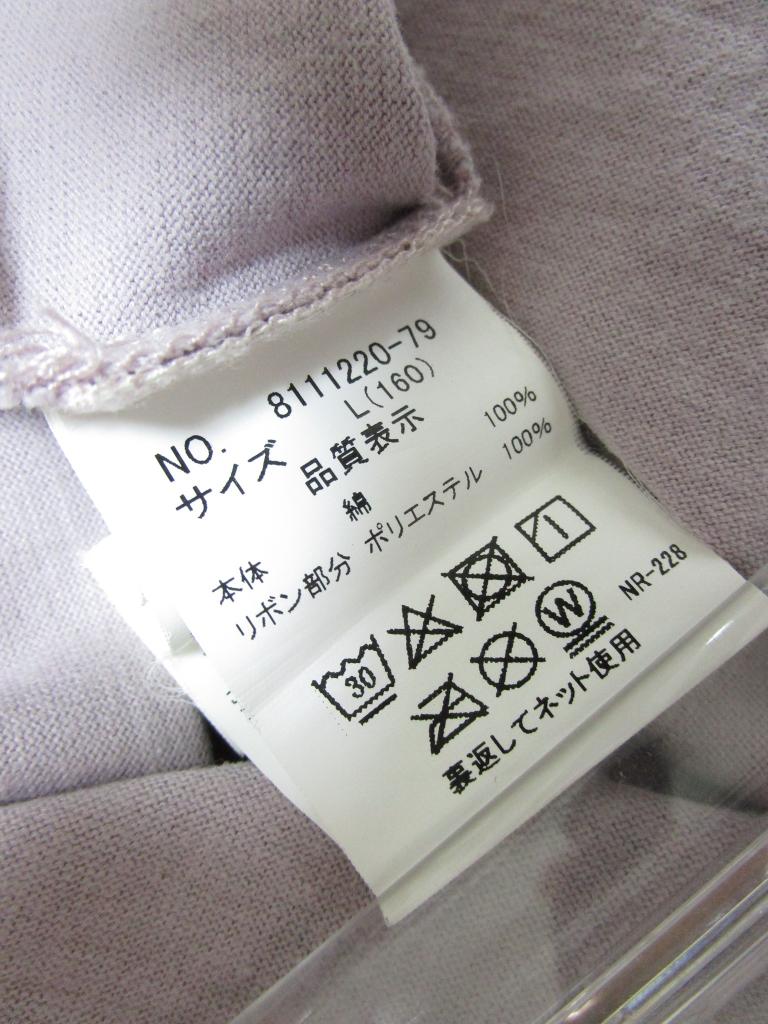 NO. 8111220-79
サイズ L(160)
品質表示
本体 綿 100%
リボン部分 ポリエステル 100%
30
W
NR-228
裏返してネット使用